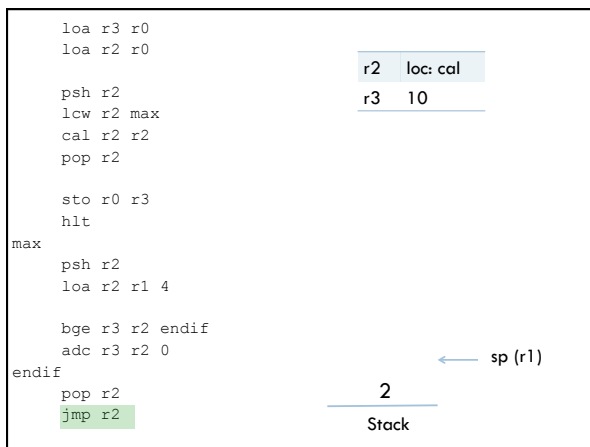 loa r3 r0
loa r2 r0
psh r2
lcw r2 max
cal r2 r2
pop r2
sto r0 r3
hlt
max
psh r2
loa r2 r1 4
bge r3 r2 endif
adc r3 r2 0
endif
pop r2
jmp r2
r2 loc: cal
r3 10
sp (r1)
2
Stack